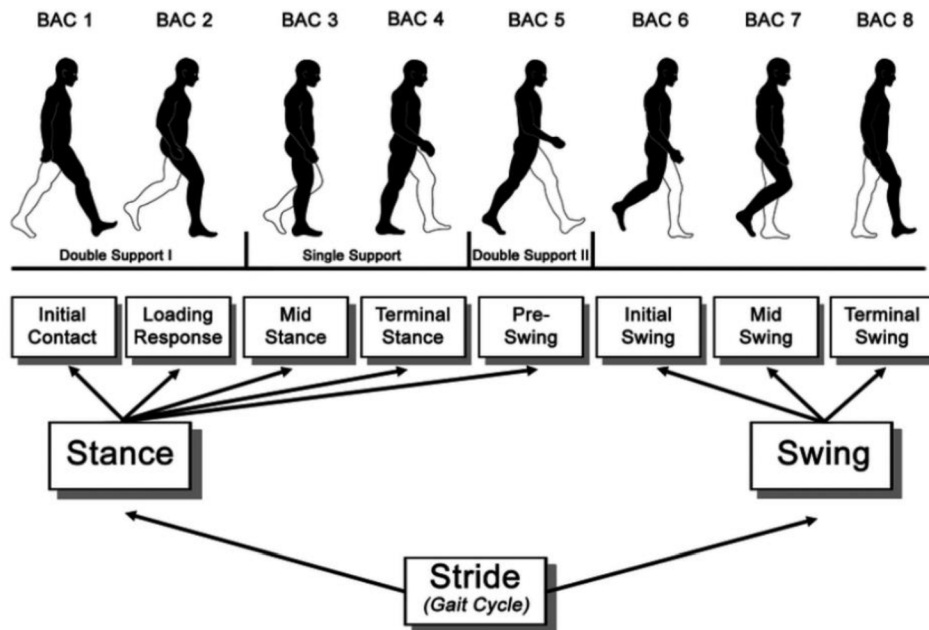 BAC 1 BAC 2 BAC 3 BAC 4 BAC 5 BAC 6 BAC 7 BAC 8
Double Support I Single Support Double Support II
Initial Contact
Loading Response
Mid Stance
Terminal Stance
Pre-Swing
Initial Swing
Mid Swing
Terminal Swing
Stance
Swing
Stride
(Gait Cycle)